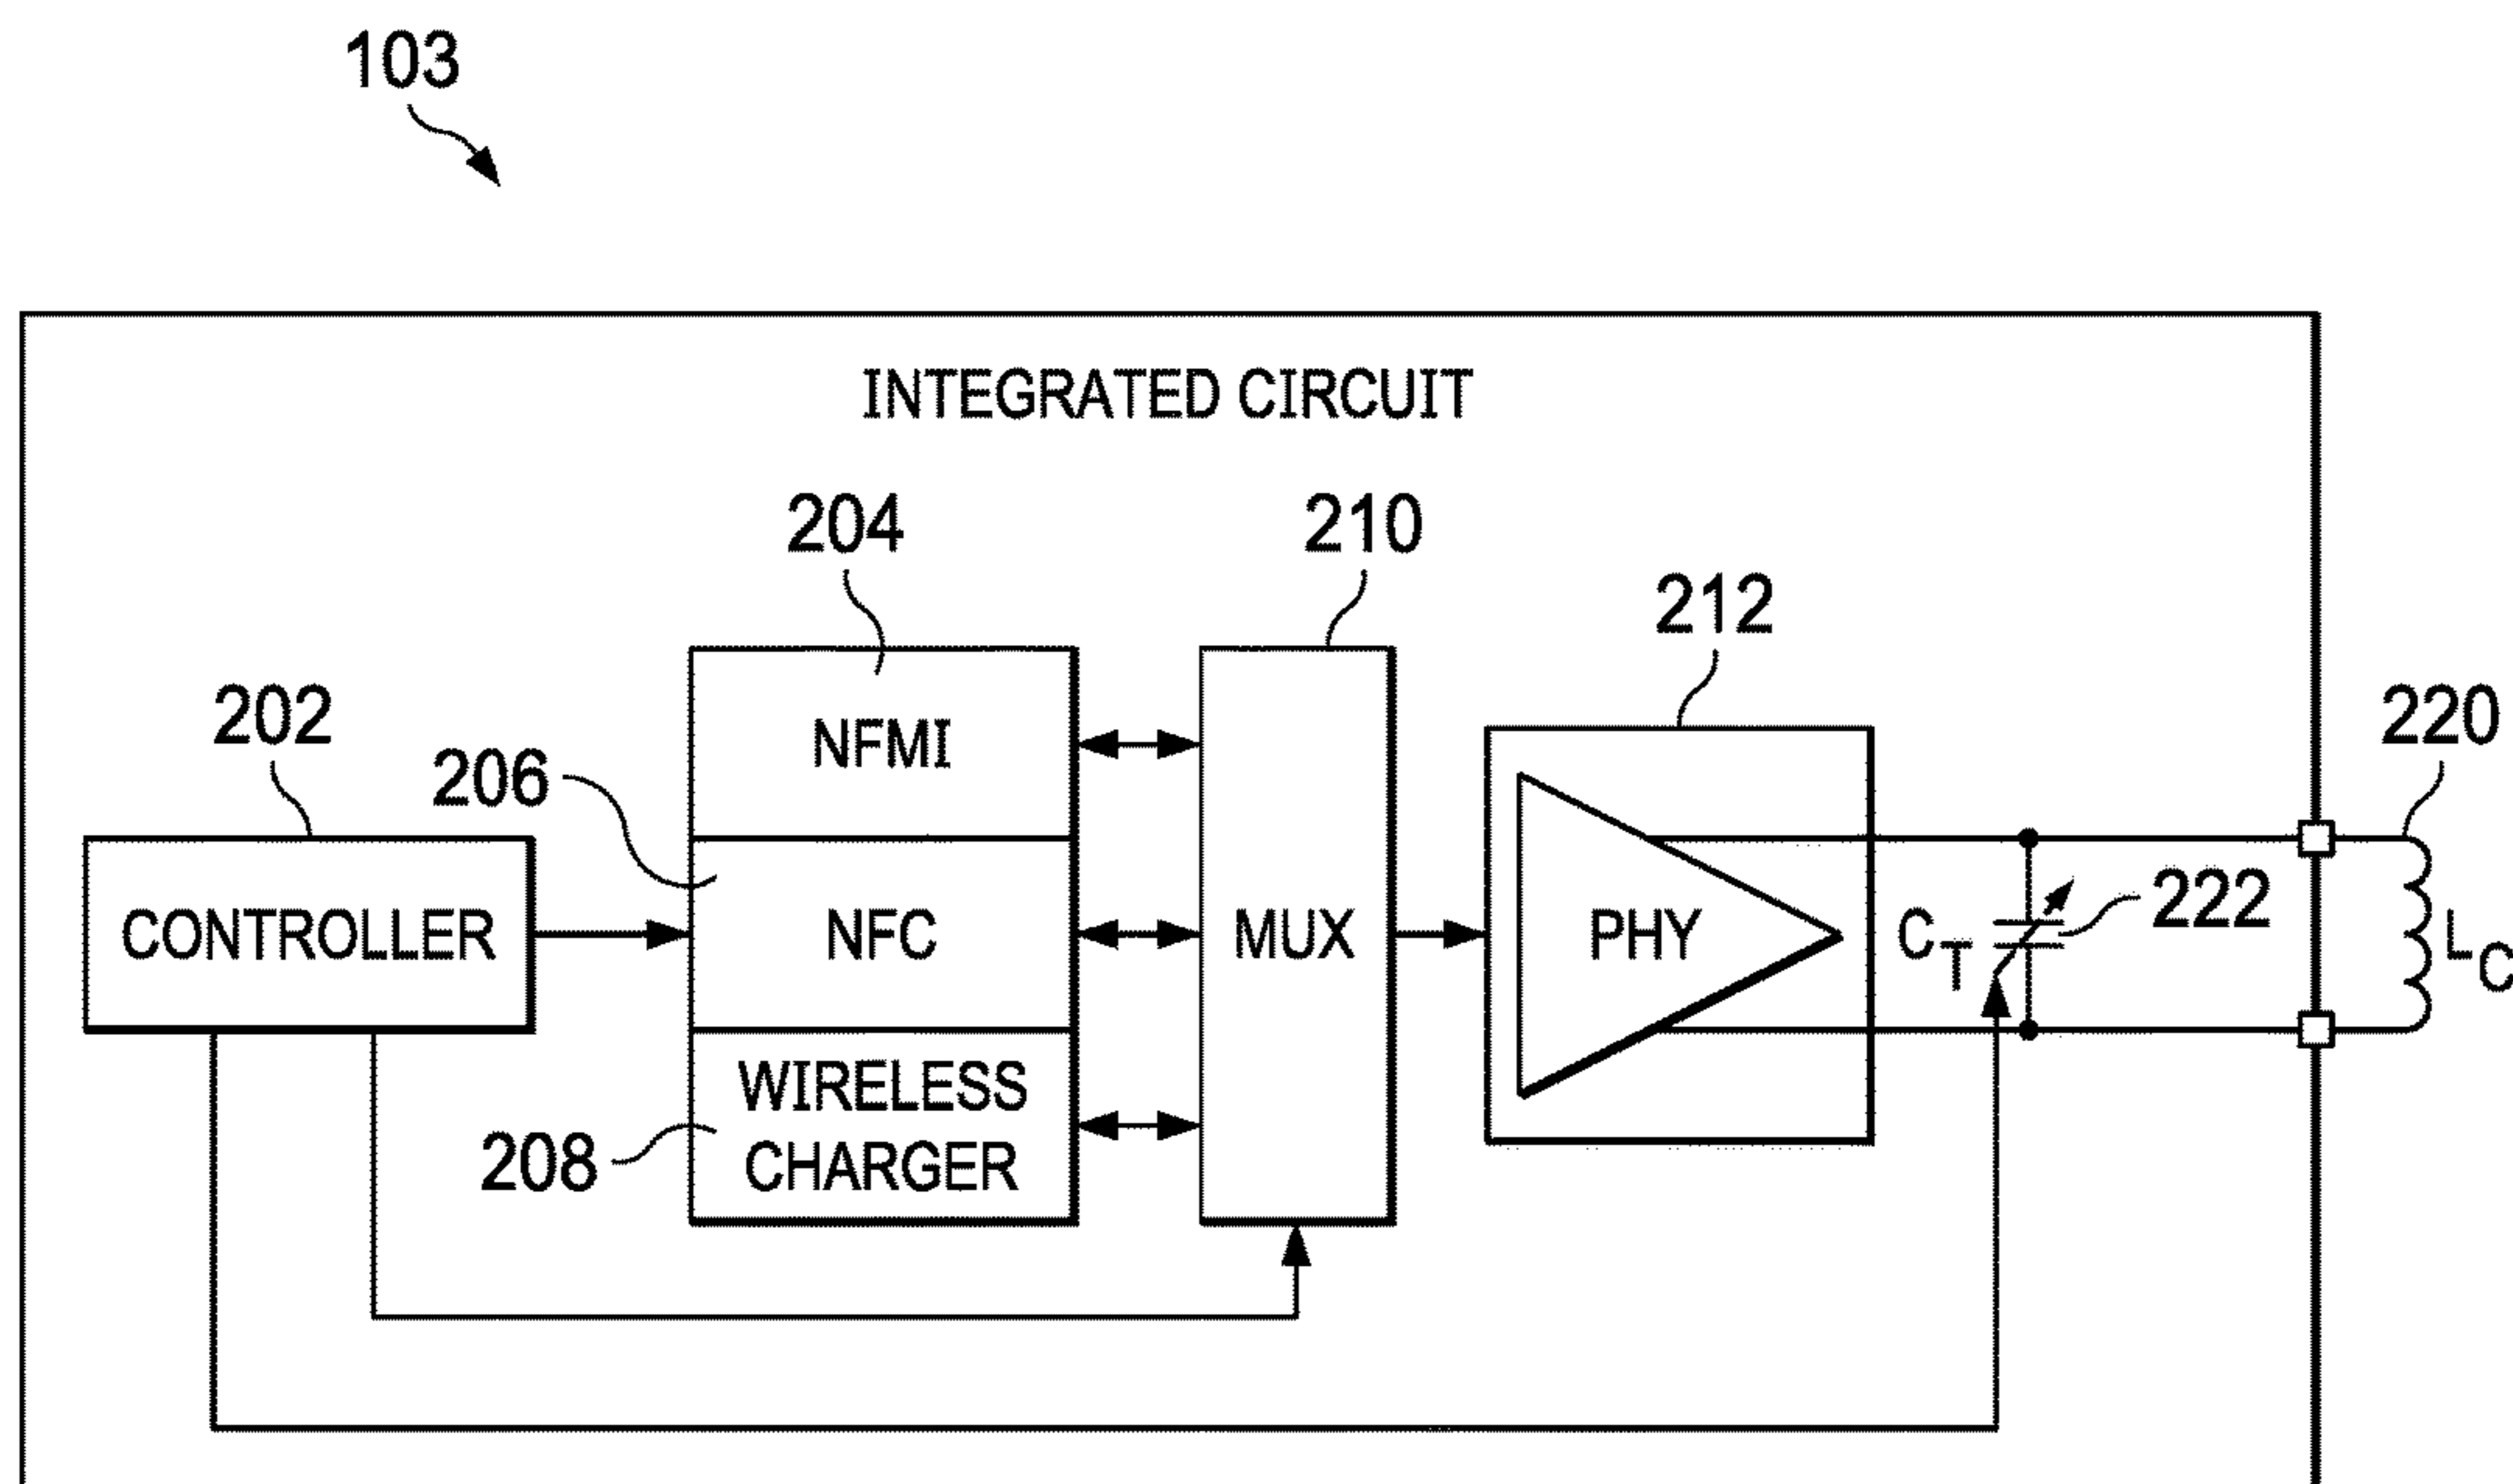 103
INTEGRATED CIRCUIT
204
210
212
202
206
220
NFMI
222
CONTROLLER
NFC
MUX
PHY
CT
LC
WIRELESS
CHARGER
208